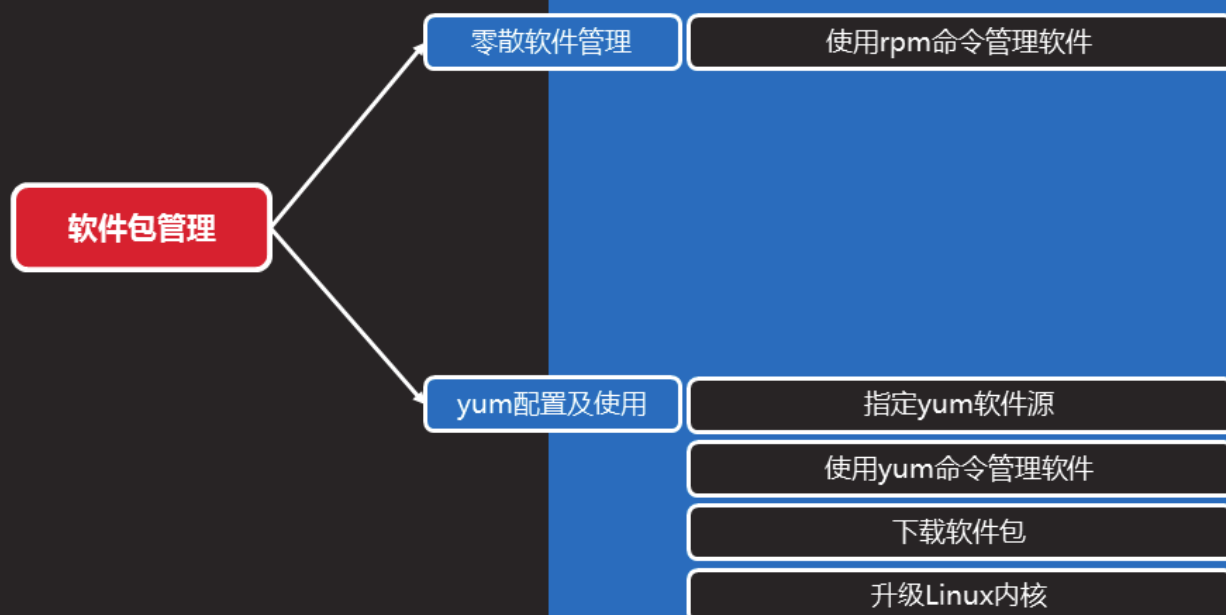 零散软件管理
使用rpm命令管理软件
软件包管理
yum配置及使用
指定yum软件源
使用yum命令管理软件
下载软件包
升级Linux内核